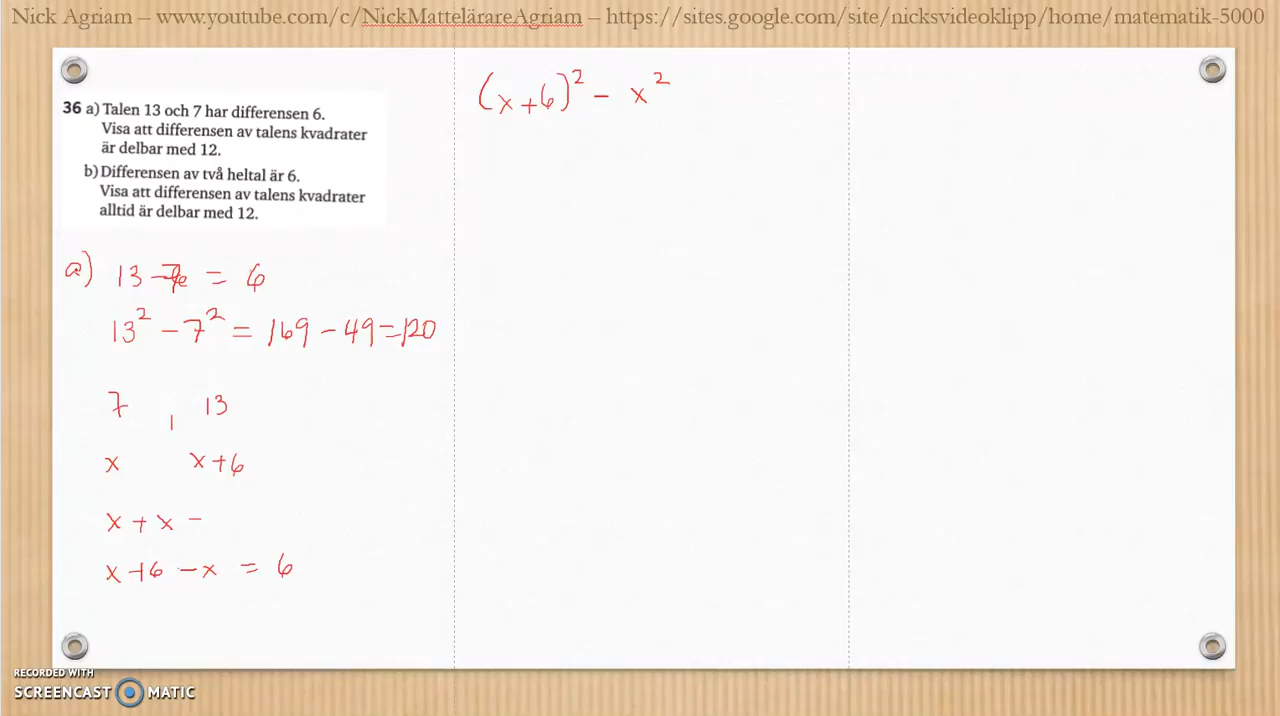 Nick Agriam – www.youtube.com/c/NickMattelärareAgriam – https://sites.google.com/site/nicksvideoklipp/home/matematik-5000
36 a) Talen 13 och 7 har differensen 6.
Visa att differensen av talens kvadrater
är delbar med 12.
b) Differensen av två heltal är 6.
Visa att differensen av talens kvadrater
alltid är delbar med 12.
a) 13 - 7 = 6
13² - 7² = 169 - 49 = 120
7 , 13
x x + 6
x + x -
x + 6 - x = 6
(x + 6)² - x²
RECORDED WITH
SCREENCAST MATIC